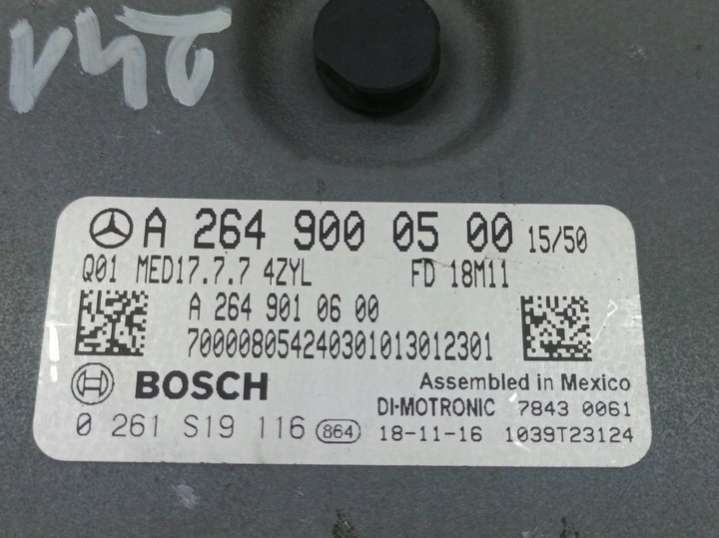 A 264 900 05 00 15/50
Q01 MED17.7.7 4ZYL FD 18M11
A 264 901 06 00
70000805424030101301 2301
BOSCH Assembled in Mexico
DI-MOTRONIC 7843 0061
0 261 S19 116 864 18-11-16 1039T23124